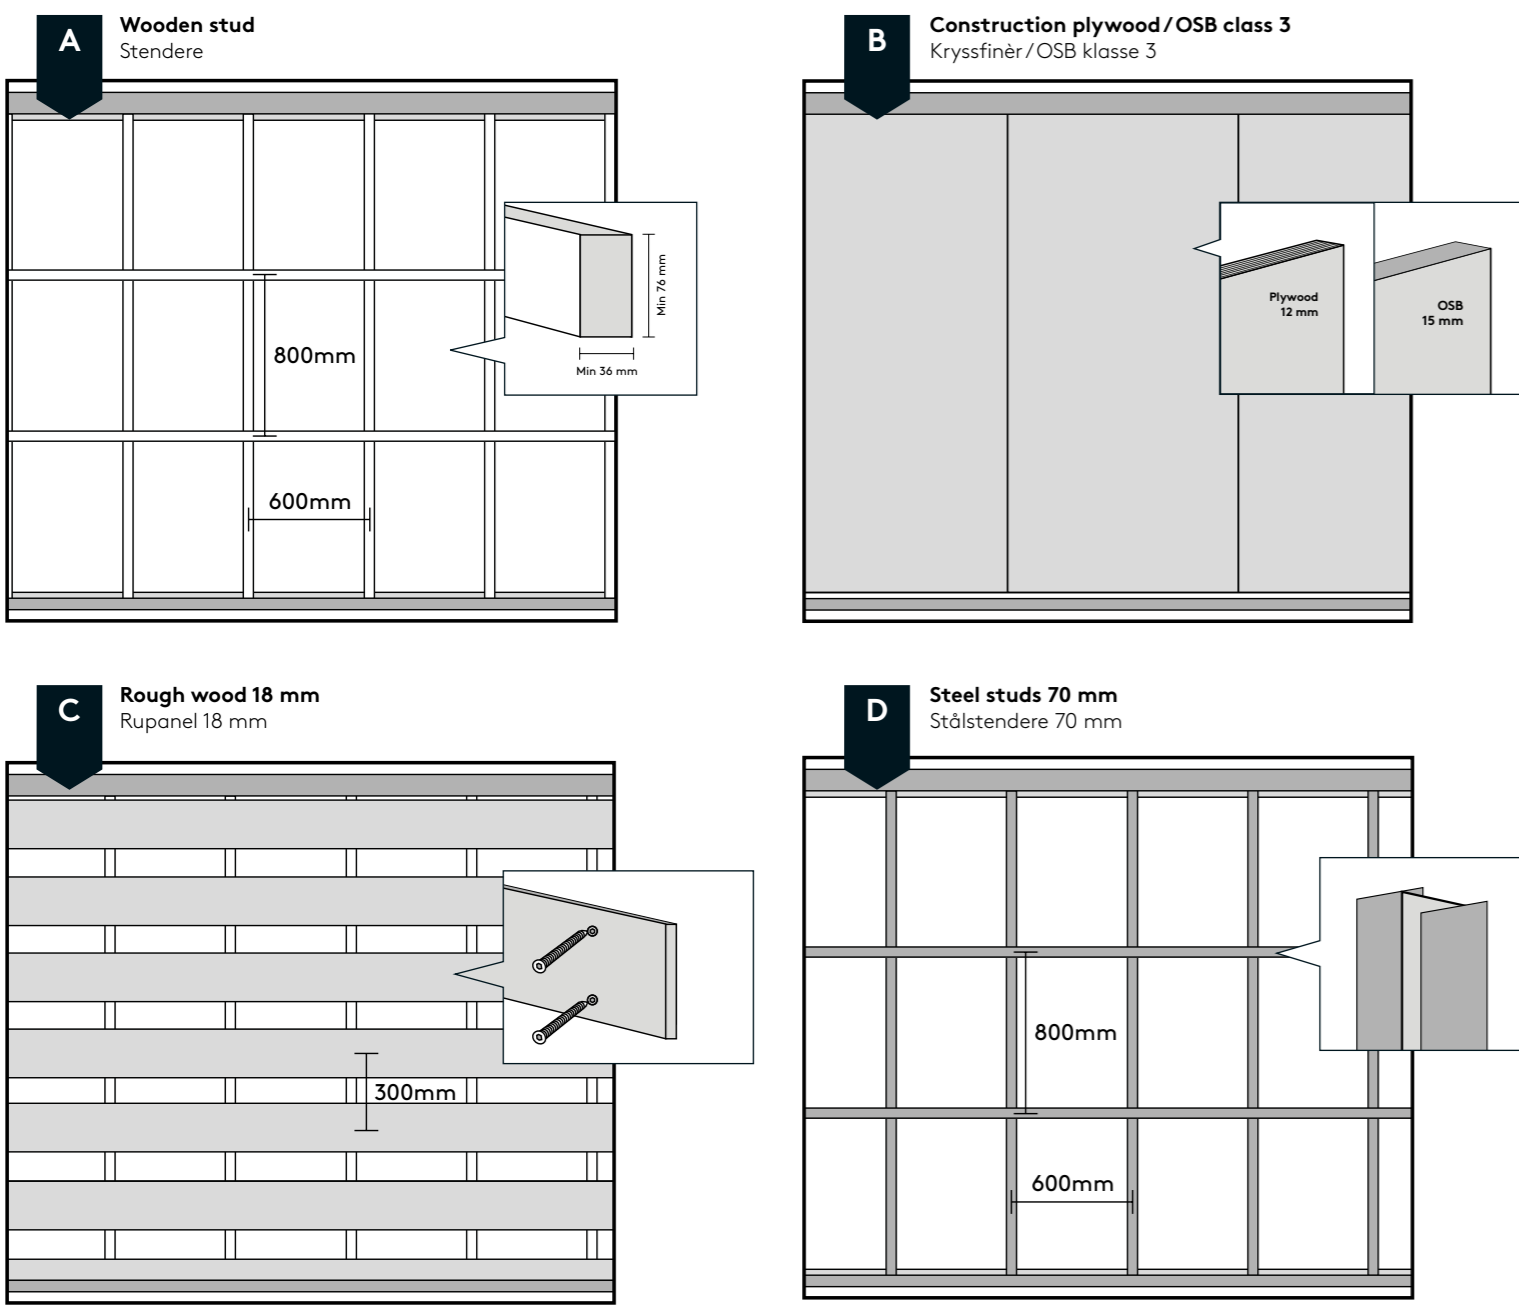 A
Wooden stud
Stendere
Min 76 mm
Min 36 mm
800mm
600mm
B
Construction plywood / OSB class 3
Kryssfinèr / OSB klasse 3
Plywood
12 mm
OSB
15 mm
C
Rough wood 18 mm
Rupanel 18 mm
300mm
D
Steel studs 70 mm
Stålstendere 70 mm
800mm
600mm